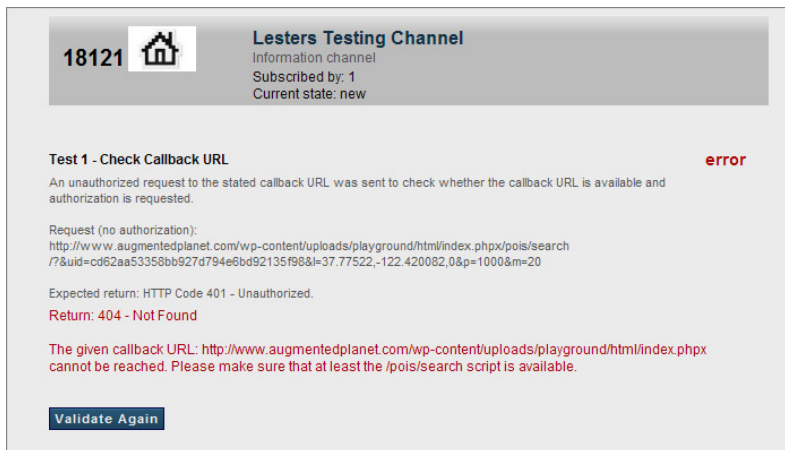 18121
Lesters Testing Channel
Information channel
Subscribed by: 1
Current state: new
Test 1 - Check Callback URL
error
An unauthorized request to the stated callback URL was sent to check whether the callback URL is available and
authorization is requested.
Request (no authorization):
http://www.augmentedplanet.com/wp-content/uploads/playground/html/index.phpx/pois/search
/?&uid=cd62aa53358bb927d794e6bd92135f98&l=37.77522,-122.420082,0&p=1000&m=20
Expected return: HTTP Code 401 - Unauthorized.
Return: 404 - Not Found
The given callback URL: http://www.augmentedplanet.com/wp-content/uploads/playground/html/index.phpx
cannot be reached. Please make sure that at least the /pois/search script is available.
Validate Again